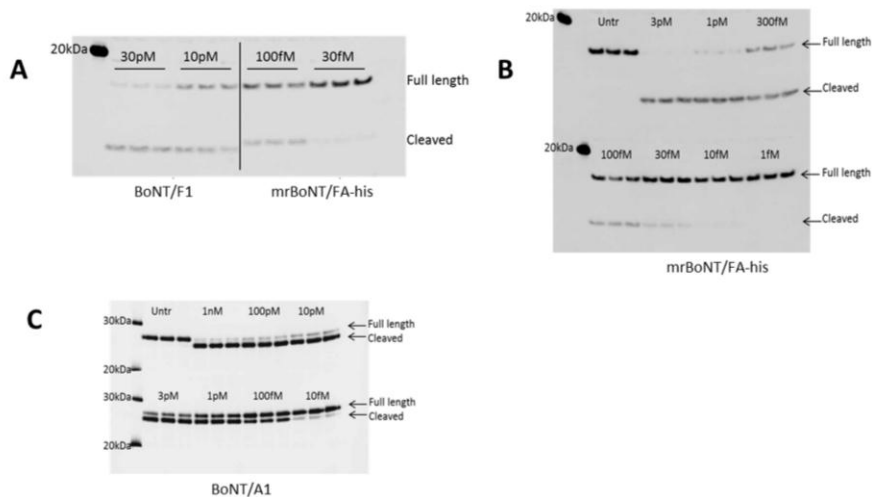 A
20kDa
30pM 10pM 100fM 30fM
Full length
Cleaved
BoNT/F1 mrBoNT/FA-his
B
20kDa
Untr 3pM 1pM 300fM
Full length
Cleaved
20kDa
100fM 30fM 10fM 1fM
Full length
Cleaved
mrBoNT/FA-his
C
Untr 1nM 100pM 10pM
30kDa
Full length
Cleaved
20kDa
3pM 1pM 100fM 10fM
30kDa
Full length
Cleaved
20kDa
BoNT/A1